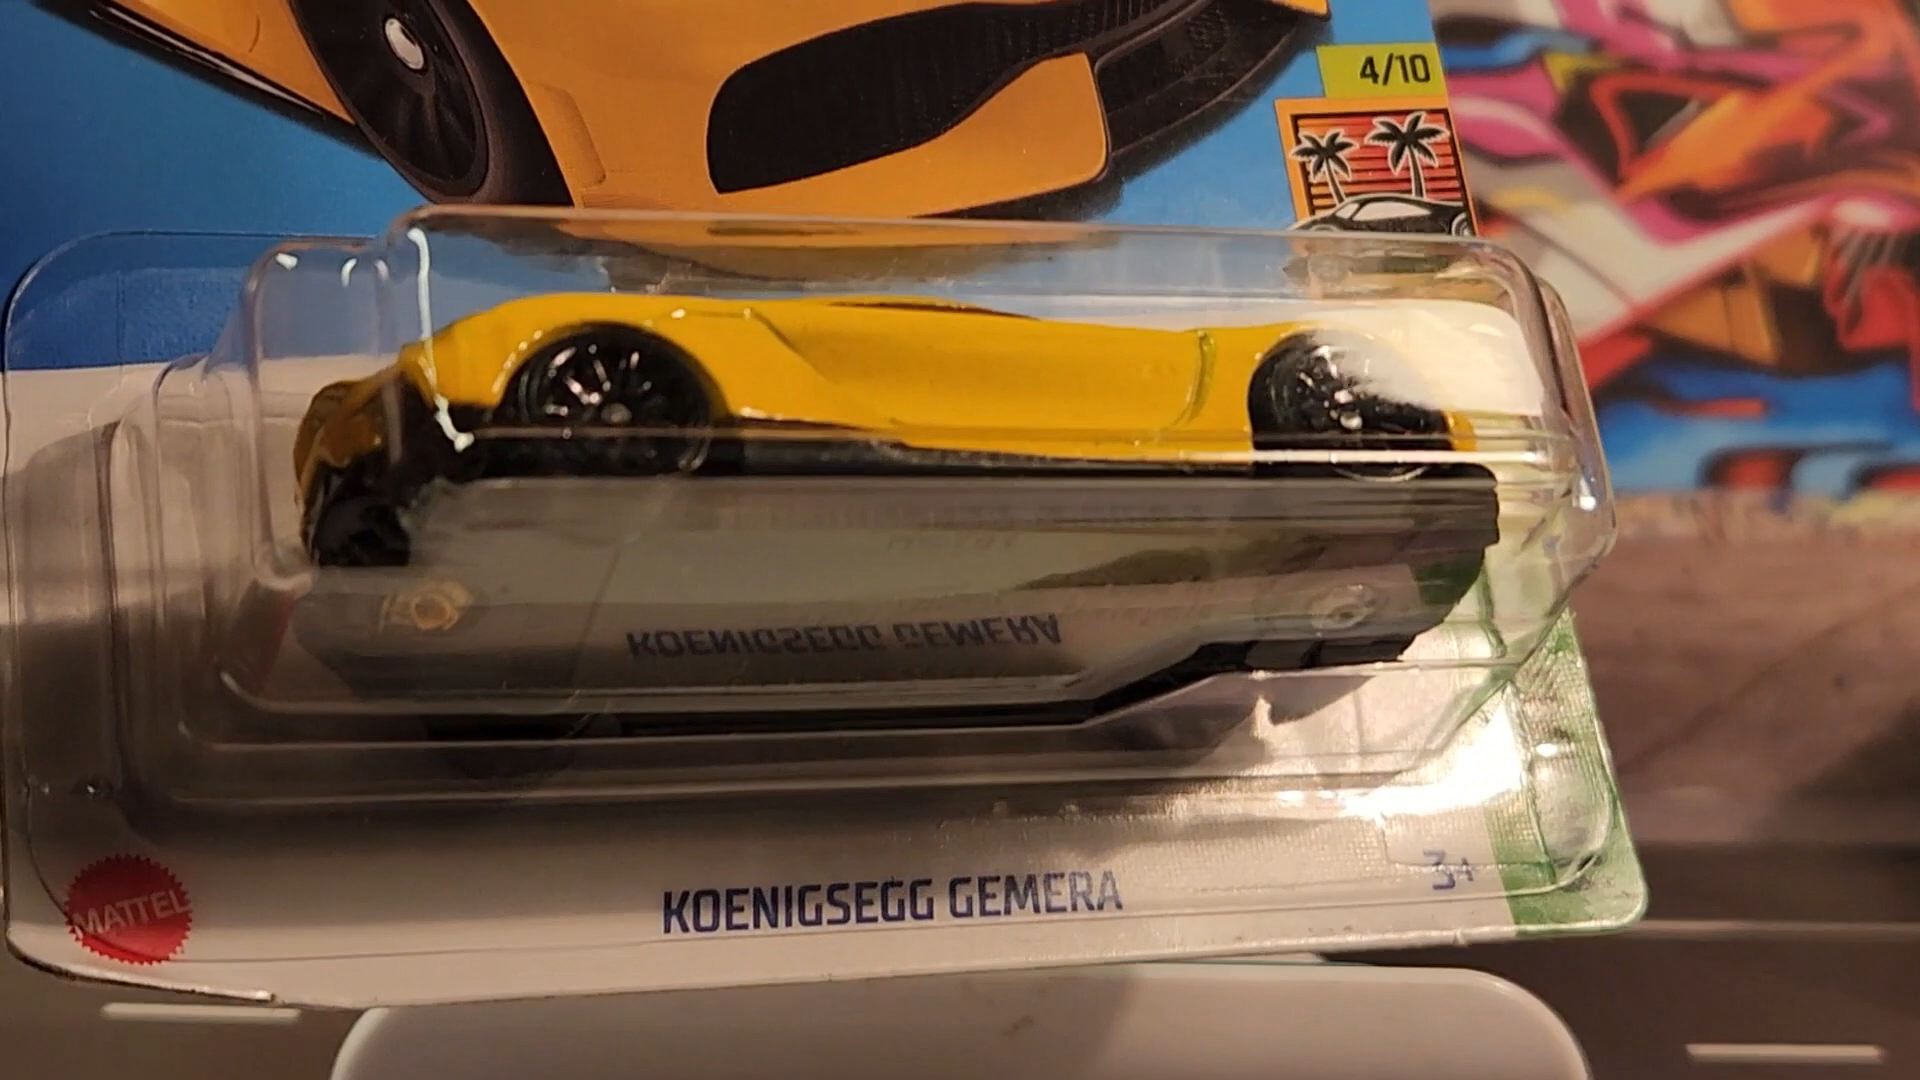 4/10
KOENIGSEGG GEMERA
MATTEL
KOENIGSEGG GEMERA
3+